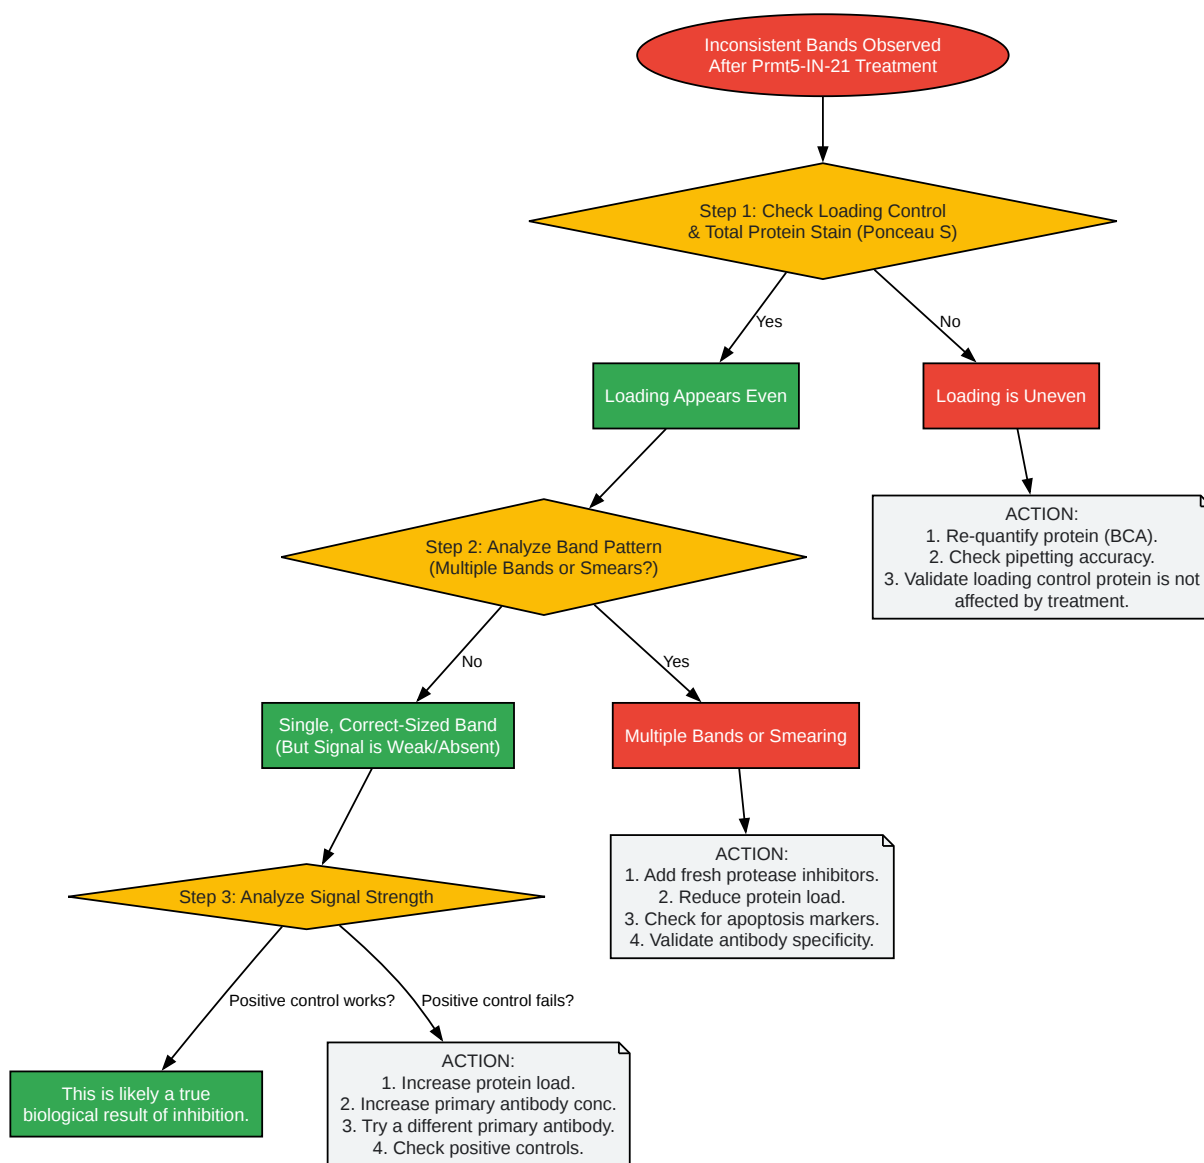 Inconsistent Bands Observed
After Prmt5-IN-21 Treatment
Step 1: Check Loading Control
& Total Protein Stain (Ponceau S)
Yes
No
Loading Appears Even
Loading is Uneven
ACTION:
1. Re-quantify protein (BCA).
2. Check pipetting accuracy.
3. Validate loading control protein is not
affected by treatment.
Step 2: Analyze Band Pattern
(Multiple Bands or Smears?)
No
Yes
Single, Correct-Sized Band
(But Signal is Weak/Absent)
Multiple Bands or Smearing
ACTION:
1. Add fresh protease inhibitors.
2. Reduce protein load.
3. Check for apoptosis markers.
4. Validate antibody specificity.
Step 3: Analyze Signal Strength
Positive control works?
Positive control fails?
This is likely a true
biological result of inhibition.
ACTION:
1. Increase protein load.
2. Increase primary antibody conc.
3. Try a different primary antibody.
4. Check positive controls.